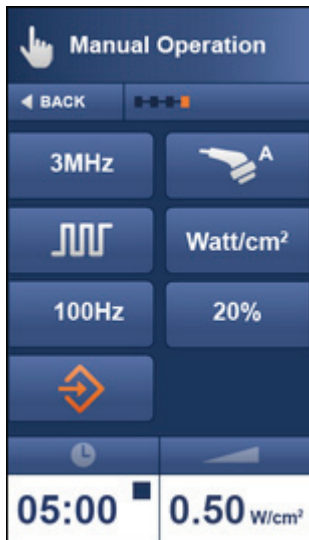 Manual Operation
BACK
3MHz
A
Watt/cm²
100Hz
20%
05:00
0.50 W/cm²